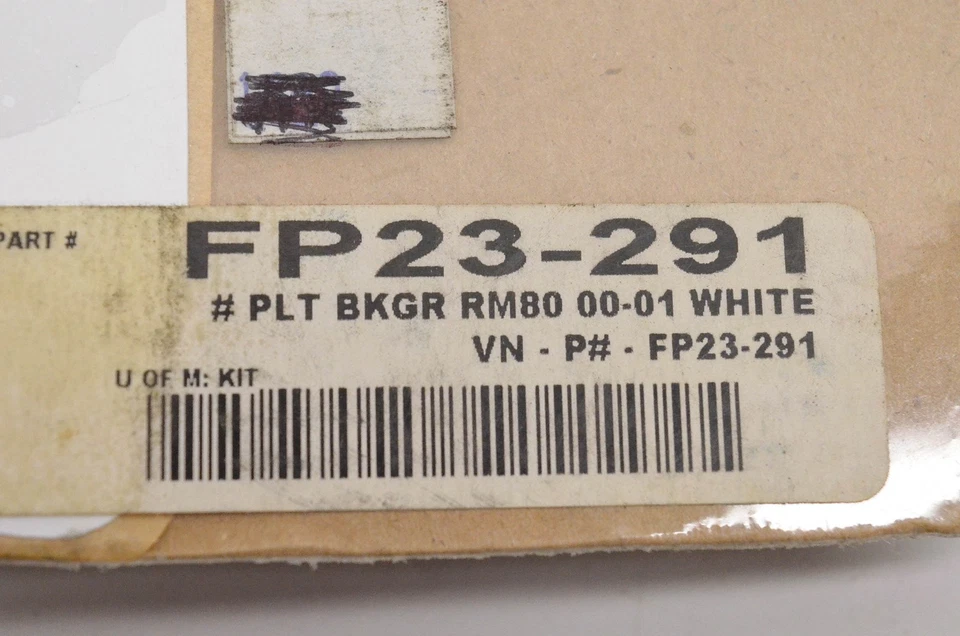 PART # FP23-291
# PLT BKGR RM80 00-01 WHITE
VN - P# - FP23-291
U OF M: KIT